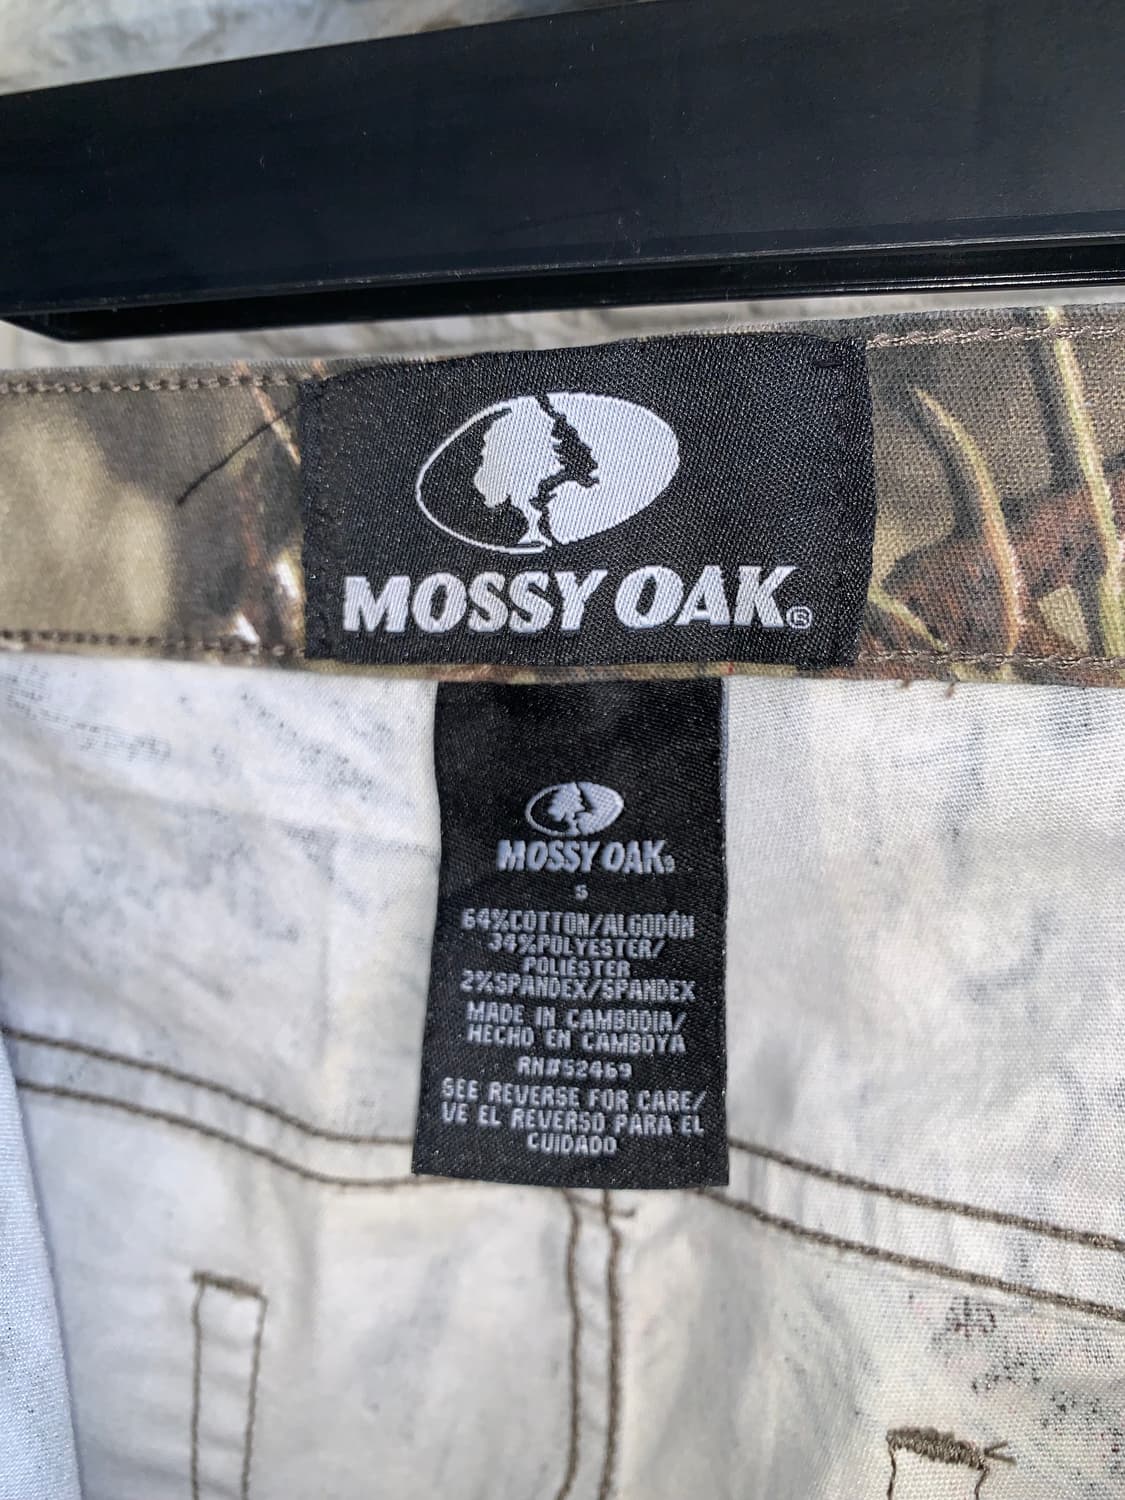 MOSSY OAK®
MOSSY OAK®
S
64%COTTON/ALGODÓN
34%POLYESTER/
POLIESTER
2%SPANDEX/SPANDEX
MADE IN CAMBODIA/
HECHO EN CAMBOYA
RN#52469
SEE REVERSE FOR CARE/
VE EL REVERSO PARA EL
CUIDADO